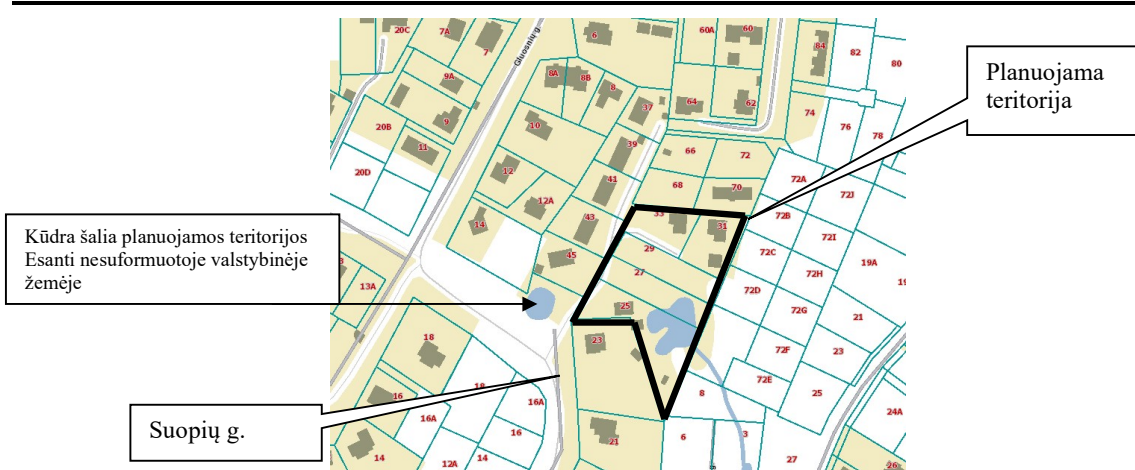 20C
7A
7
Gluosnių g.
6
60A
60
84
82
80
Planuojama
teritorija
9A
8A
8B
8
37
64
62
74
76
78
20B
9
11
10
39
66
72
20D
12
41
68
70
72A
72J
12A
14
43
33
31
72B
72I
Kūdra šalia planuojamos teritorijos
Esanti nesuformuotoje valstybinėje
žemėje
45
29
27
72C
72H
19A
13A
72D
72G
21
25
18
23
72F
23
72E
25
16
18
16A
8
24A
Suopių g.
16A
16
21
6
3
14
12A
14
27
26